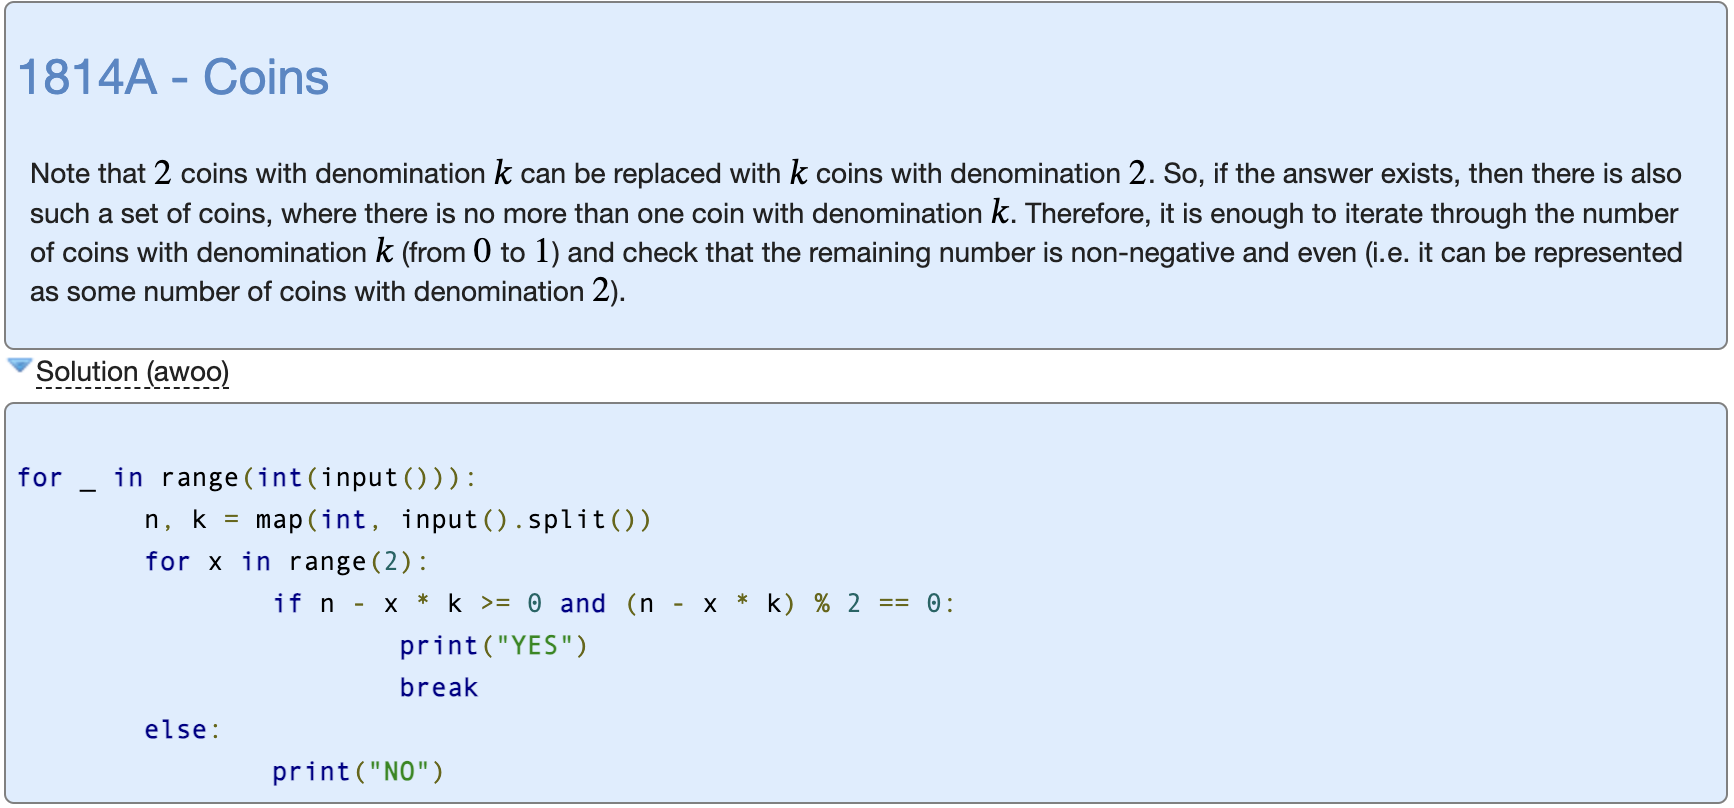 1814A - Coins
Note that 2 coins with denomination k can be replaced with k coins with denomination 2. So, if the answer exists, then there is also
such a set of coins, where there is no more than one coin with denomination k. Therefore, it is enough to iterate through the number
of coins with denomination k (from 0 to 1) and check that the remaining number is non-negative and even (i.e. it can be represented
as some number of coins with denomination 2).
Solution (awoo)
for _ in range(int(input())):
        n, k = map(int, input().split())
        for x in range(2):
                if n - x * k >= 0 and (n - x * k) % 2 == 0:
                        print("YES")
                        break
        else:
                print("NO")